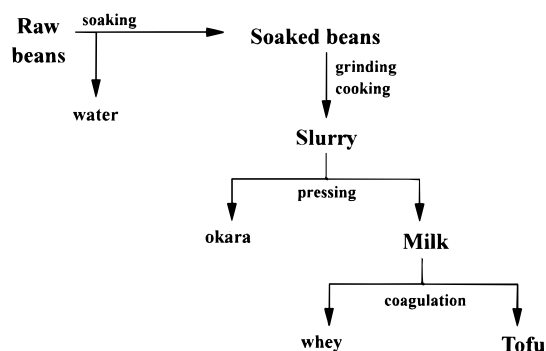 Raw
beans
soaking
Soaked beans
water
grinding
cooking
Slurry
pressing
okara
Milk
coagulation
whey
Tofu